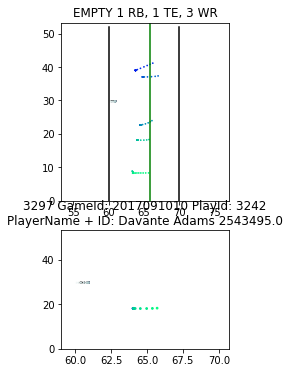 EMPTY 1 RB, 1 TE, 3 WR
50
40
30
20
10
0
55 60 65 70 75
3297 GameId: 2017091010 PlayId: 3242
PlayerName + ID: Davante Adams 2543495.0
40
20
0
60.0 62.5 65.0 67.5 70.0